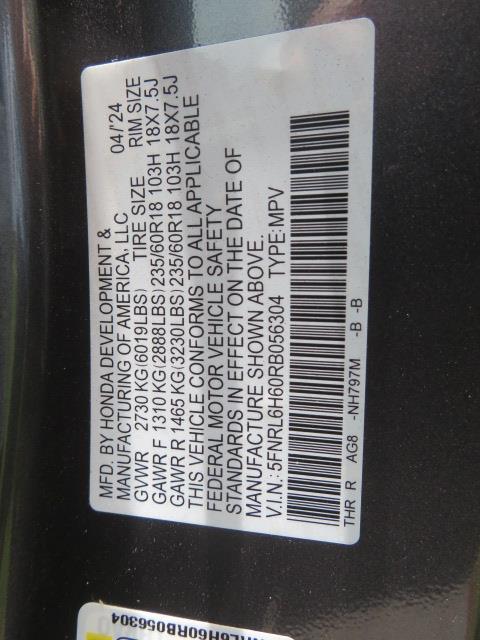 MFD. BY HONDA DEVELOPMENT & 04/'24
MANUFACTURING OF AMERICA, LLC
GVWR 2730 KG (6019LBS) TIRE SIZE RIM SIZE
GAWR F 1310 KG (2888LBS) 235/60R18 103H 18X7.5J
GAWR R 1465 KG (3230LBS) 235/60R18 103H 18X7.5J
THIS VEHICLE CONFORMS TO ALL APPLICABLE
FEDERAL MOTOR VEHICLE SAFETY
STANDARDS IN EFFECT ON THE DATE OF
MANUFACTURE SHOWN ABOVE.
V.I.N.: 5FNRL6H60RB056304 TYPE: MPV
THR R AG8 -NH797M -B -B
RL6H60RB056304